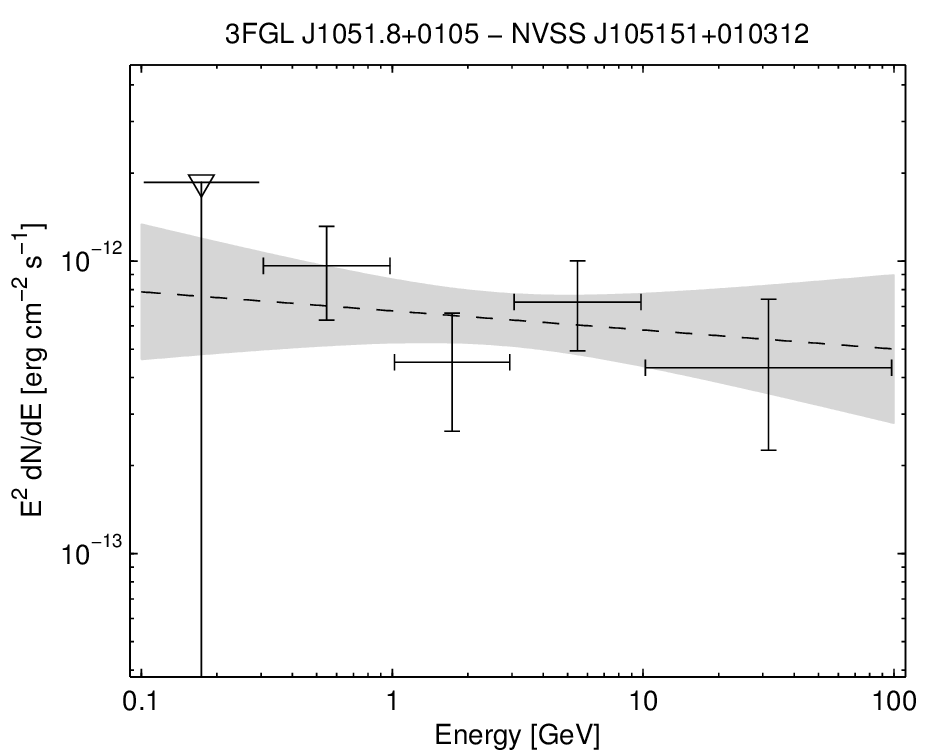 3FGL J1051.8+0105 − NVSS J105151+010312
E² dN/dE [erg cm⁻² s⁻¹]
10⁻¹²
10⁻¹³
0.1 1 10 100
Energy [GeV]